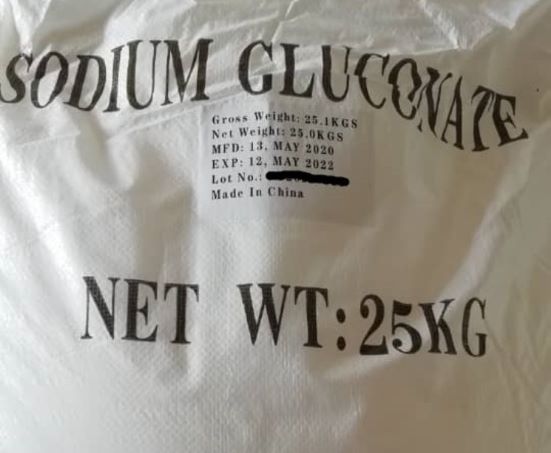 SODIUM GLUCONATE
Gross Weight: 25.1KGS
Net Weight: 25.0KGS
MFD: 13, MAY 2020
EXP: 12, MAY 2022
Lot No.:
Made In China
NET WT:25KG